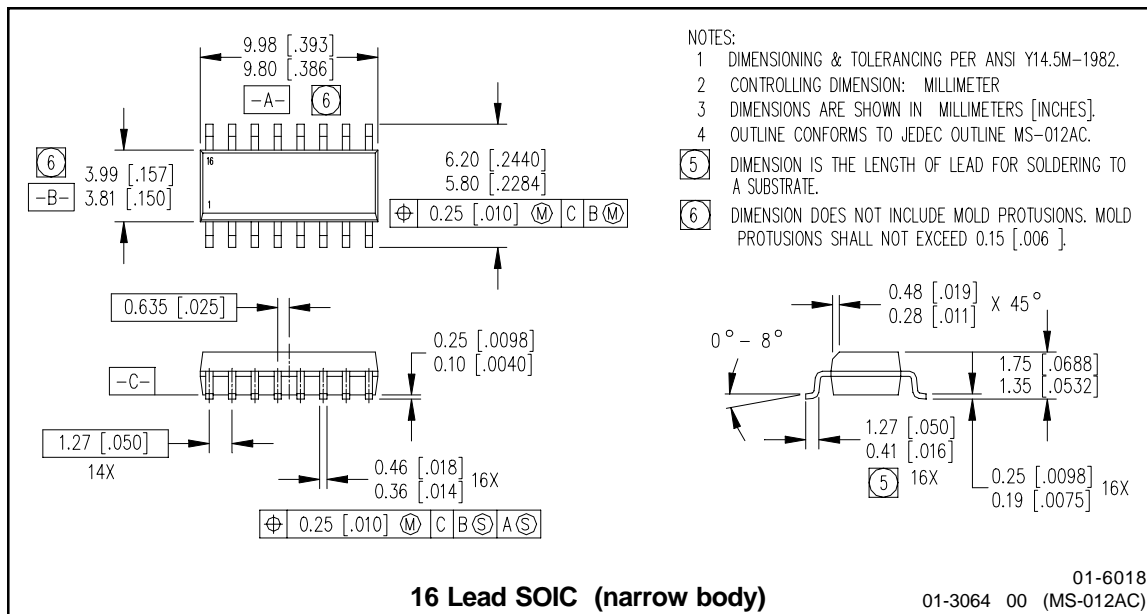 9.98 [.393]
9.80 [.386]
-A- 6
16
1
6
3.99 [.157]
-B- 3.81 [.150]
6.20 [.2440]
5.80 [.2284]
⌖ 0.25 [.010] Ⓜ C B Ⓜ
NOTES:
1 DIMENSIONING & TOLERANCING PER ANSI Y14.5M-1982.
2 CONTROLLING DIMENSION: MILLIMETER
3 DIMENSIONS ARE SHOWN IN MILLIMETERS [INCHES].
4 OUTLINE CONFORMS TO JEDEC OUTLINE MS-012AC.
5 DIMENSION IS THE LENGTH OF LEAD FOR SOLDERING TO
A SUBSTRATE.
6 DIMENSION DOES NOT INCLUDE MOLD PROTUSIONS. MOLD
PROTUSIONS SHALL NOT EXCEED 0.15 [.006 ].
0.635 [.025]
0.25 [.0098]
0.10 [.0040]
-C-
1.27 [.050]
14X
0.46 [.018]
0.36 [.014] 16X
⌖ 0.25 [.010] Ⓜ C B Ⓢ A Ⓢ
0.48 [.019]
0.28 [.011] X 45°
0° - 8°
1.75 [.0688]
1.35 [.0532]
1.27 [.050]
0.41 [.016]
5 16X
0.25 [.0098]
0.19 [.0075] 16X
16 Lead SOIC (narrow body)
01-6018
01-3064 00 (MS-012AC)